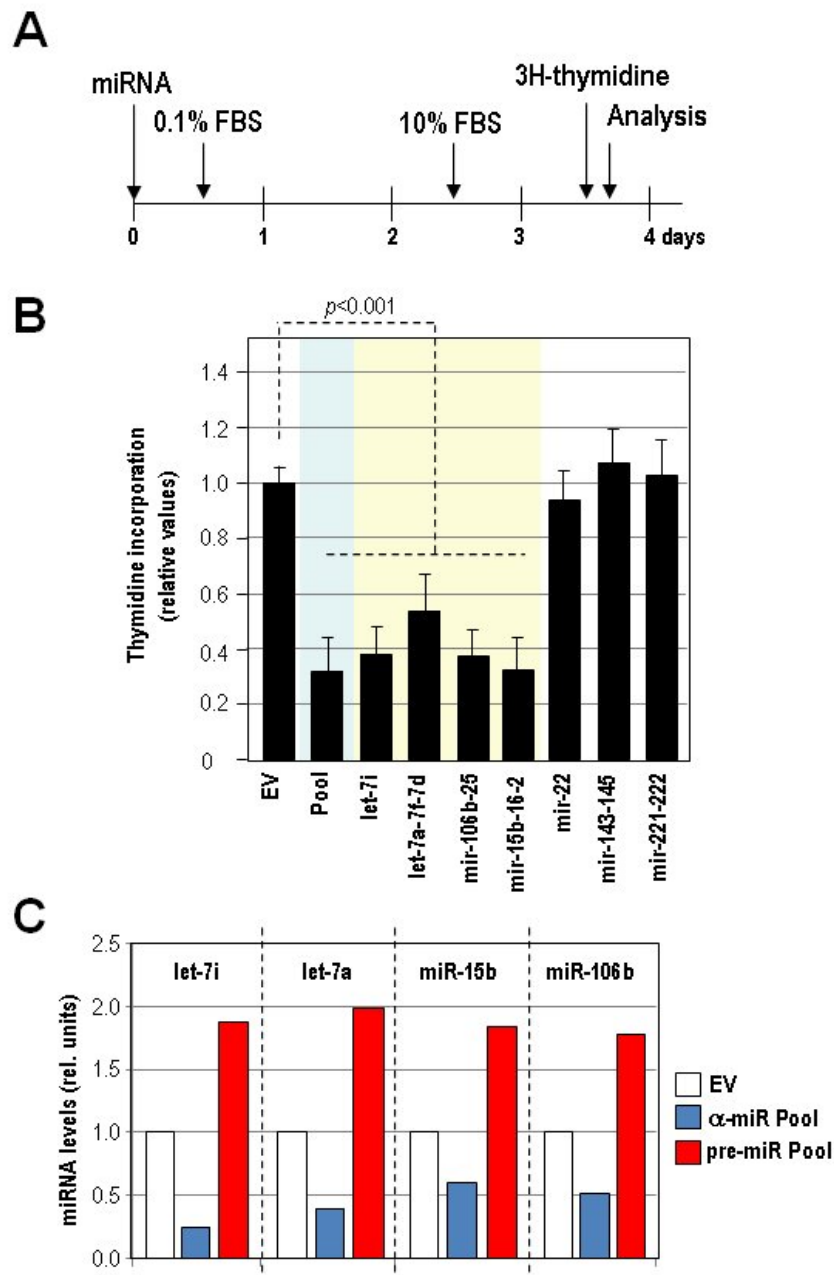 A
miRNA
0.1% FBS
10% FBS
3H-thymidine
Analysis
0 1 2 3 4 days
B
p<0.001
Thymidine incorporation
(relative values)
1.4
1.2
1.0
0.8
0.6
0.4
0.2
0
EV
Pool
let-7i
let-7a-7f-7d
mir-106b-25
mir-15b-16-2
mir-22
mir-143-145
mir-221-222
C
miRNA levels (rel. units)
2.5
2.0
1.5
1.0
0.5
0.0
let-7i
let-7a
miR-15b
miR-106b
EV
α-miR Pool
pre-miR Pool